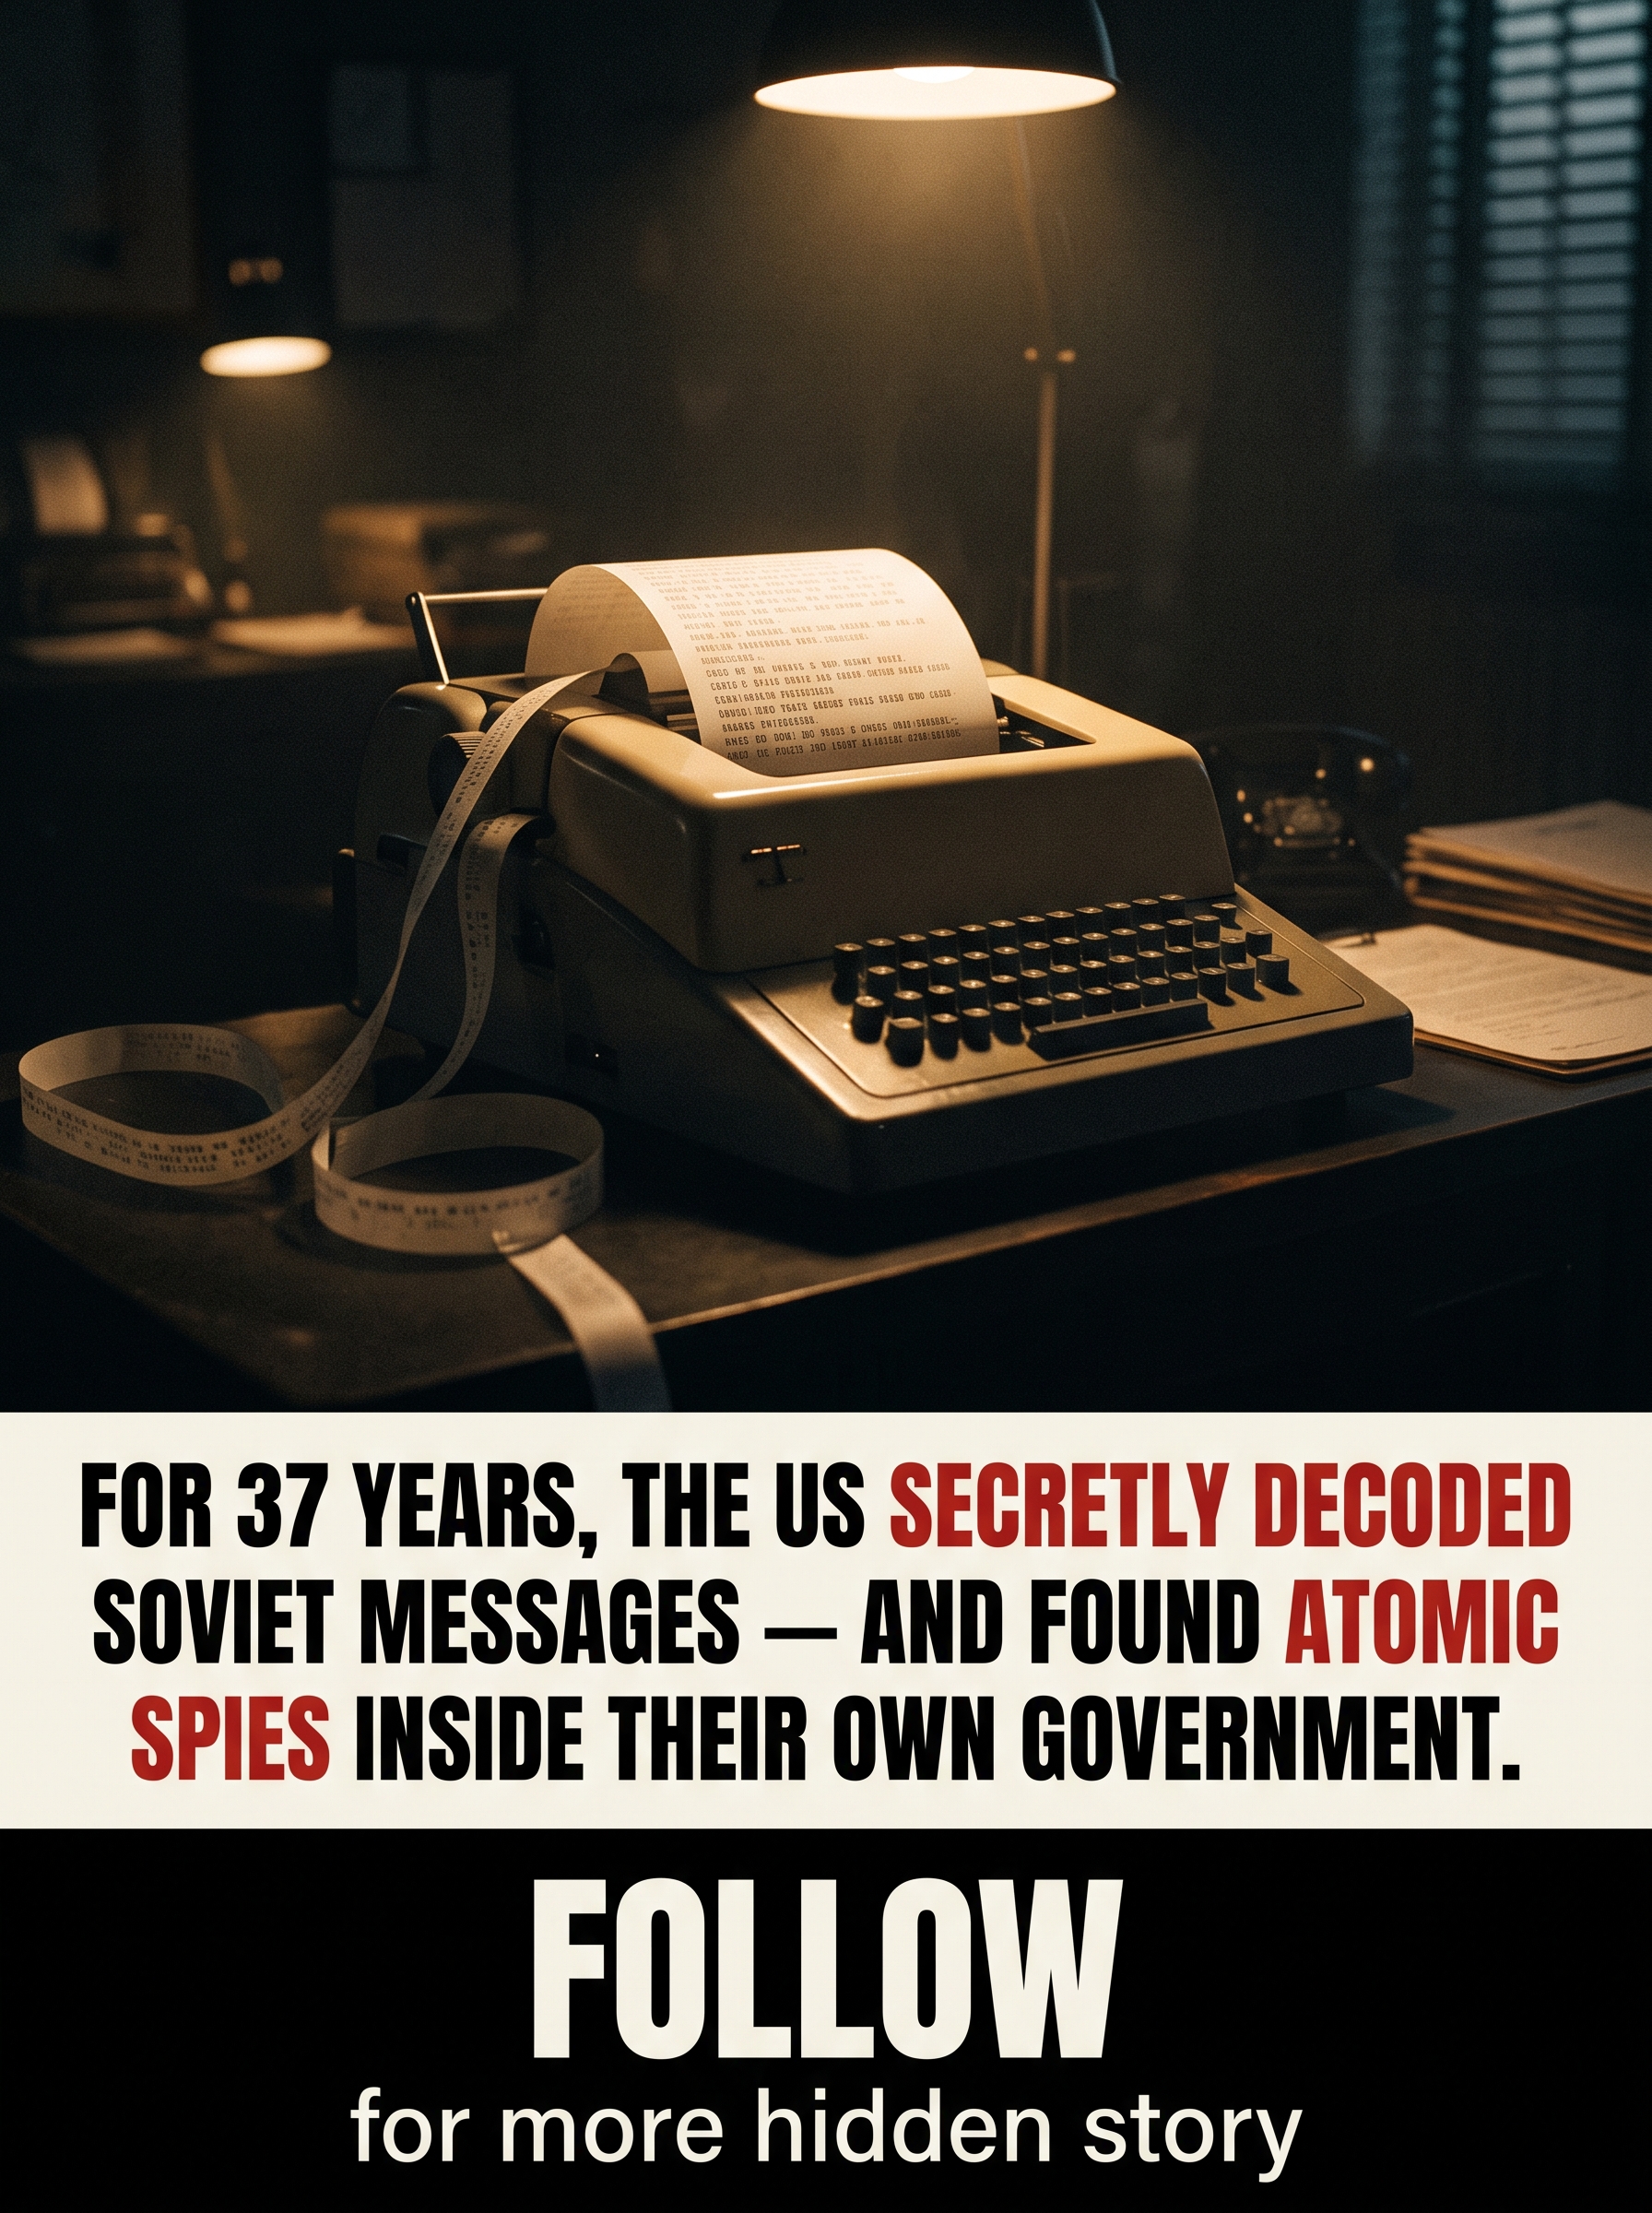 FOR 37 YEARS, THE US SECRETLY DECODED
SOVIET MESSAGES — AND FOUND ATOMIC
SPIES INSIDE THEIR OWN GOVERNMENT.
FOLLOW
for more hidden story